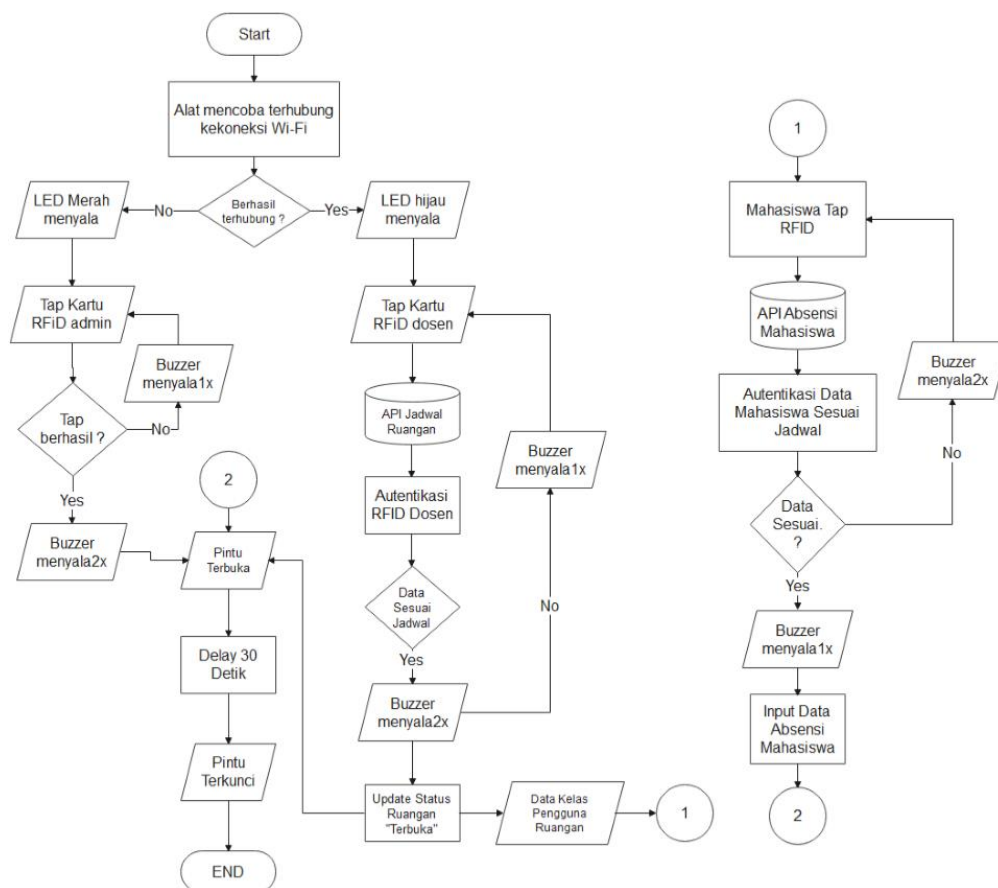 Start
Alat mencoba terhubung
kekoneksi Wi-Fi
Berhasil
terhubung ?
No
Yes
LED Merah
menyala
LED hijau
menyala
Tap Kartu
RFiD admin
Buzzer
menyala1x
Tap
berhasil ?
No
Yes
Buzzer
menyala2x
2
Pintu
Terbuka
Delay 30
Detik
Pintu
Terkunci
END
Tap Kartu
RFiD dosen
API Jadwal
Ruangan
Autentikasi
RFID Dosen
Buzzer
menyala1x
Data
Sesuai
Jadwal
No
Yes
Buzzer
menyala2x
Update Status
Ruangan
"Terbuka"
Data Kelas
Pengguna
Ruangan
1
1
Mahasiswa Tap
RFID
API Absensi
Mahasiswa
Buzzer
menyala2x
Autentikasi Data
Mahasiswa Sesuai
Jadwal
No
Data
Sesuai.
?
Yes
Buzzer
menyala1x
Input Data
Absensi
Mahasiswa
2